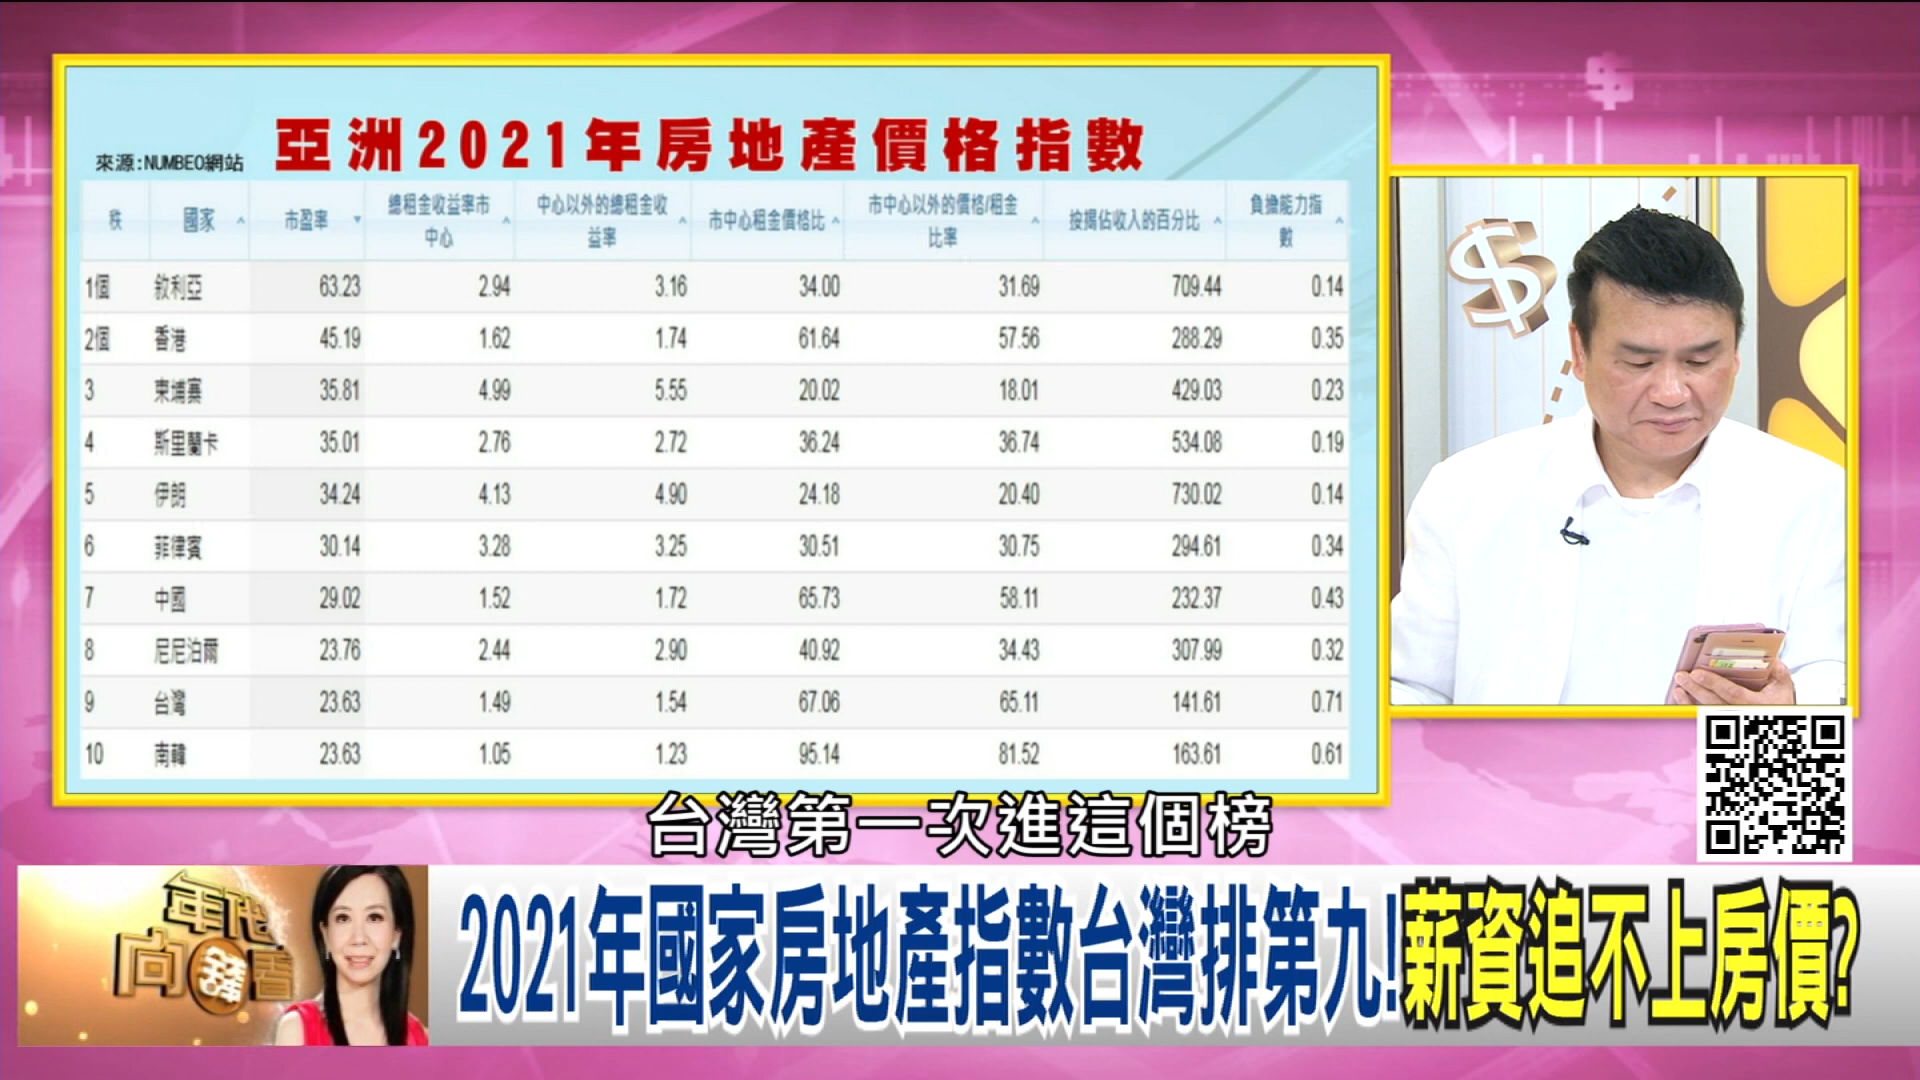 亞洲2021年房地產價格指數
來源:NUMBEO網站
秩 國家 市盈率 總租金收益率市中心 中心以外的總租金收益率 市中心租金價格比 市中心以外的價格/租金比率 按揭佔收入的百分比 負擔能力指數
1個 敘利亞 63.23 2.94 3.16 34.00 31.69 709.44 0.14
2個 香港 45.19 1.62 1.74 61.64 57.56 288.29 0.35
3 柬埔寨 35.81 4.99 5.55 20.02 18.01 429.03 0.23
4 斯里蘭卡 35.01 2.76 2.72 36.24 36.74 534.08 0.19
5 伊朗 34.24 4.13 4.90 24.18 20.40 730.02 0.14
6 菲律賓 30.14 3.28 3.25 30.51 30.75 294.61 0.34
7 中國 29.02 1.52 1.72 65.73 58.11 232.37 0.43
8 尼尼泊爾 23.76 2.44 2.90 40.92 34.43 307.99 0.32
9 台灣 23.63 1.49 1.54 67.06 65.11 141.61 0.71
10 南韓 23.63 1.05 1.23 95.14 81.52 163.61 0.61
台灣第一次進這個榜
年代
向錢看
2021年國家房地產指數台灣排第九!薪資追不上房價?